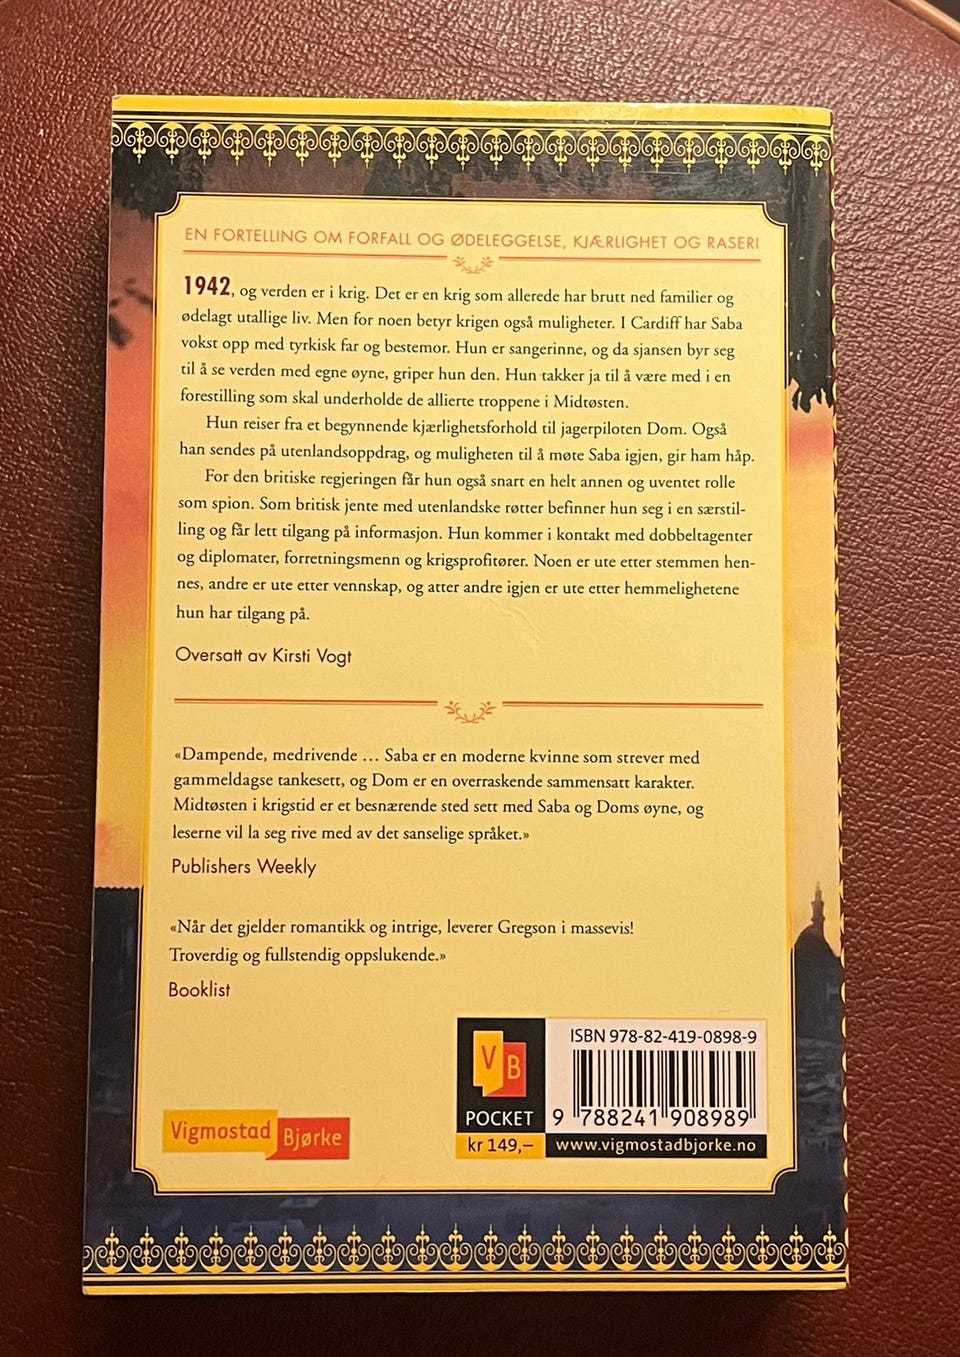 EN FORTELLING OM FORFALL OG ØDELEGGELSE, KJÆRLIGHET OG RASERI
1942, og verden er i krig. Det er en krig som allerede har brutt ned familier og
ødelagt utallige liv. Men for noen betyr krigen også muligheter. I Cardiff har Saba
vokst opp med tyrkisk far og bestemor. Hun er sangerinne, og da sjansen byr seg
til å se verden med egne øyne, griper hun den. Hun takker ja til å være med i en
forestilling som skal underholde de allierte troppene i Midtøsten.
Hun reiser fra et begynnende kjærlighetsforhold til jagerpiloten Dom. Også
han sendes på utenlandsoppdrag, og muligheten til å møte Saba igjen, gir ham håp.
For den britiske regjeringen får hun også snart en helt annen og uventet rolle
som spion. Som britisk jente med utenlandske røtter befinner hun seg i en særstil-
ling og får lett tilgang på informasjon. Hun kommer i kontakt med dobbeltagenter
og diplomater, forretningsmenn og krigsprofitører. Noen er ute etter stemmen hen-
nes, andre er ute etter vennskap, og atter andre igjen er ute etter hemmelighetene
hun har tilgang på.
Oversatt av Kirsti Vogt
«Dampende, medrivende … Saba er en moderne kvinne som strever med
gammeldagse tankesett, og Dom er en overraskende sammensatt karakter.
Midtøsten i krigstid er et besnærende sted sett med Saba og Doms øyne, og
leserne vil la seg rive med av det sanselige språket.»
Publishers Weekly
«Når det gjelder romantikk og intrige, leverer Gregson i massevis!
Troverdig og fullstendig oppslukende.»
Booklist
ISBN 978-82-419-0898-9
V B
POCKET
9 788241 908989
kr 149,–
www.vigmostadbjorke.no
Vigmostad Bjørke